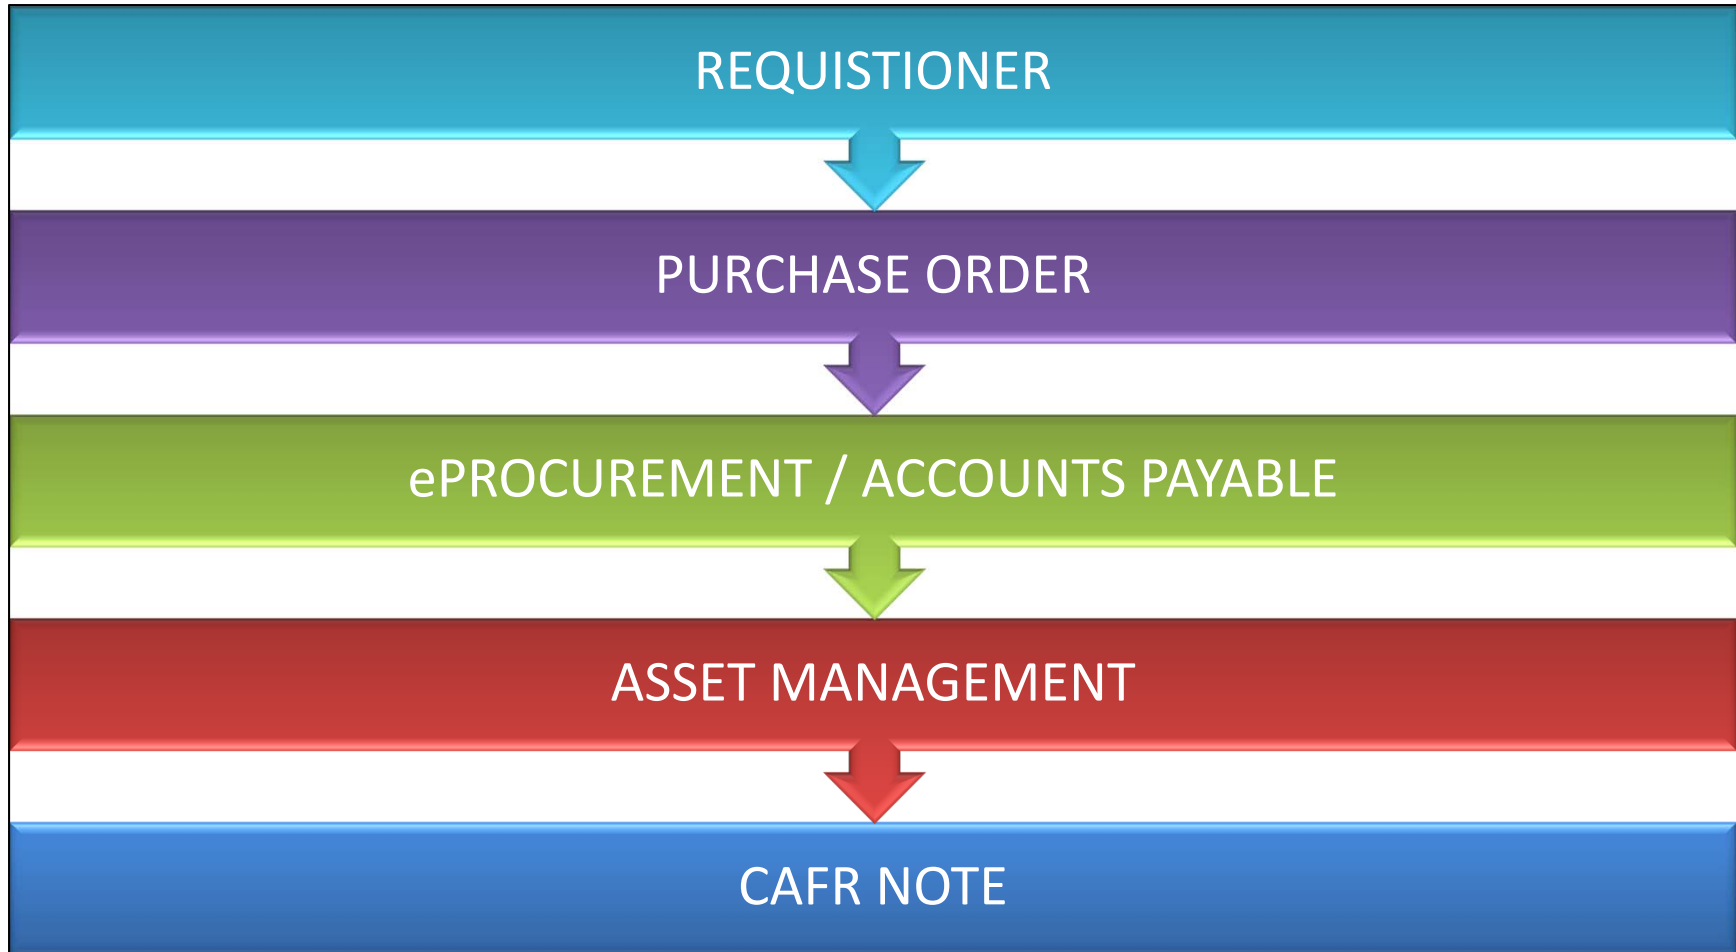 REQUISTIONER
PURCHASE ORDER
ePROCUREMENT / ACCOUNTS PAYABLE
ASSET MANAGEMENT
CAFR NOTE